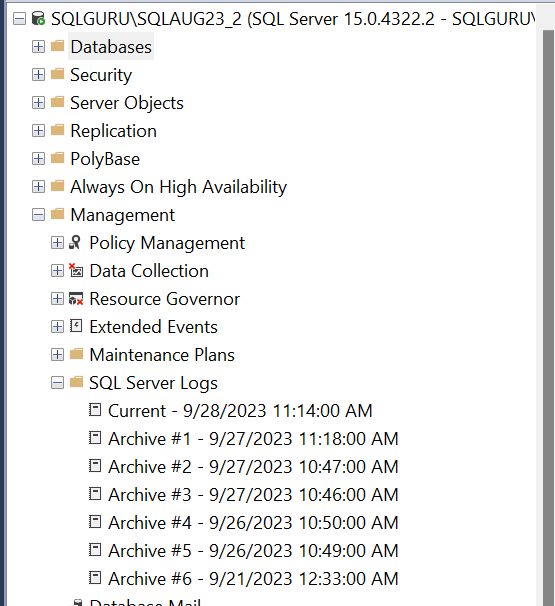 SQLGURU\SQLAUG23_2 (SQL Server 15.0.4322.2 - SQLGURU\
Databases
Security
Server Objects
Replication
PolyBase
Always On High Availability
Management
Policy Management
Data Collection
Resource Governor
Extended Events
Maintenance Plans
SQL Server Logs
Current - 9/28/2023 11:14:00 AM
Archive #1 - 9/27/2023 11:18:00 AM
Archive #2 - 9/27/2023 10:47:00 AM
Archive #3 - 9/27/2023 10:46:00 AM
Archive #4 - 9/26/2023 10:50:00 AM
Archive #5 - 9/26/2023 10:49:00 AM
Archive #6 - 9/21/2023 12:33:00 AM
Database Mail